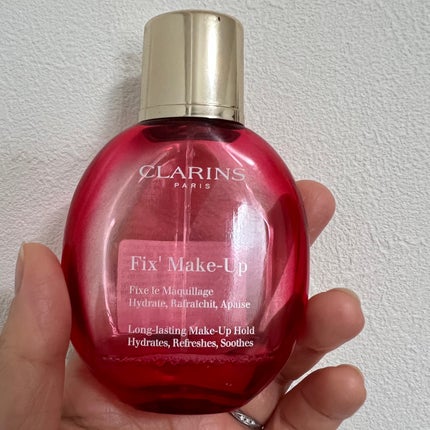 CLARINS
PARIS
Fix' Make-Up
Fixe le Maquillage
Hydrate, Rafraîchit, Apaise
Long-lasting Make-Up Hold
Hydrates, Refreshes, Soothes